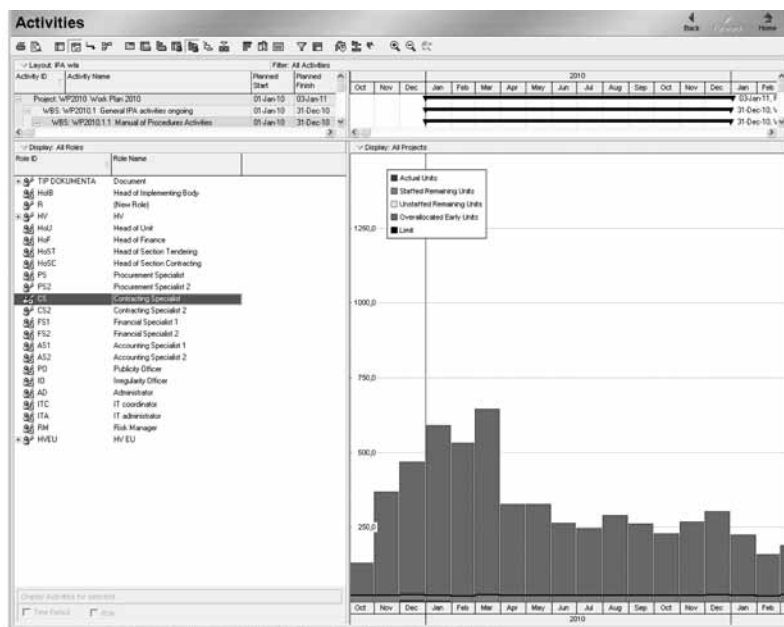 Activities
Back
Home
Layout: IPA wla
Filter: All Activities
Activity ID Activity Name Planned Start Planned Finish
2010
Oct Nov Dec Jan Feb Mar Apr May Jun Jul Aug Sep Oct Nov Dec Jan Feb
Project: WP2010 Work Plan 2010 01-Jan-10 03-Jan-11
WBS: WP2010.1 General IPA activities ongoing 01-Jan-10 31-Dec-10
WBS: WP2010.1.1 Manual of Procedures Activities 01-Jan-10 31-Dec-10
Display: All Roles
Display: All Projects
Role ID Role Name
TIP DOKUMENTA Document
HoIB Head of Implementing Body
R (New Role)
HV HV
HoU Head of Unit
HoF Head of Finance
HoST Head of Section Tendering
HoSC Head of Section Contracting
PS Procurement Specialist
PS2 Procurement Specialist 2
CS Contracting Specialist
CS2 Contracting Specialist 2
FS1 Financial Specialist 1
FS2 Financial Specialist 2
AS1 Accounting Specialist 1
AS2 Accounting Specialist 2
PO Publicity Officer
IO Irregularity Officer
AD Administrator
ITC IT coordinator
ITA IT administrator
RM Risk Manager
HVEU HV EU
Display Activities for selected
Time Period
Role
Actual Units
Staffed Remaining Units
Unstaffed Remaining Units
Overallocated Early Units
Limit
1250,0
1000,0
750,0
500,0
250,0
Oct Nov Dec Jan Feb Mar Apr May Jun Jul Aug Sep Oct Nov Dec Jan Feb
2010